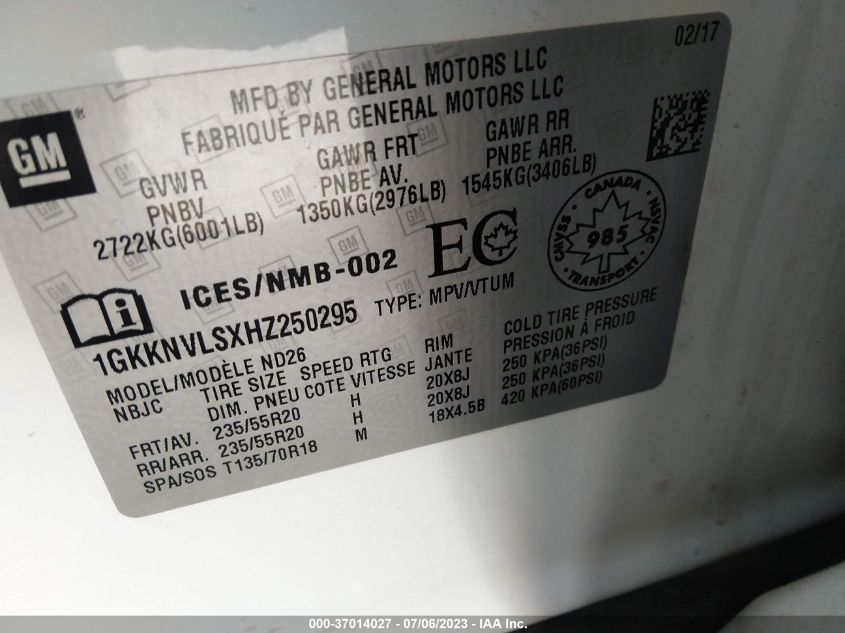 02/17
MFD BY GENERAL MOTORS LLC
FABRIQUÉ PAR GENERAL MOTORS LLC
GM
GVWR
PNBV
2722KG(6001LB)
GAWR FRT
PNBE AV.
1350KG(2976LB)
GAWR RR
PNBE ARR.
1545KG(3406LB)
ICES/NMB-002
EC
CANADA
SSVMC NSVAC
985
TRANSPORT
1GKKNVLSXHZ250295 TYPE: MPV/VTUM
MODEL/MODÈLE ND26
NBJC TIRE SIZE SPEED RTG RIM COLD TIRE PRESSURE
DIM. PNEU COTE VITESSE JANTE PRESSION À FROID
FRT/AV. 235/55R20 H 20X8J 250 KPA(36PSI)
RR/ARR. 235/55R20 H 20X8J 250 KPA(36PSI)
SPA/SOS T135/70R18 M 18X4.5B 420 KPA(60PSI)
000-37014027 - 07/06/2023 - IAA Inc.